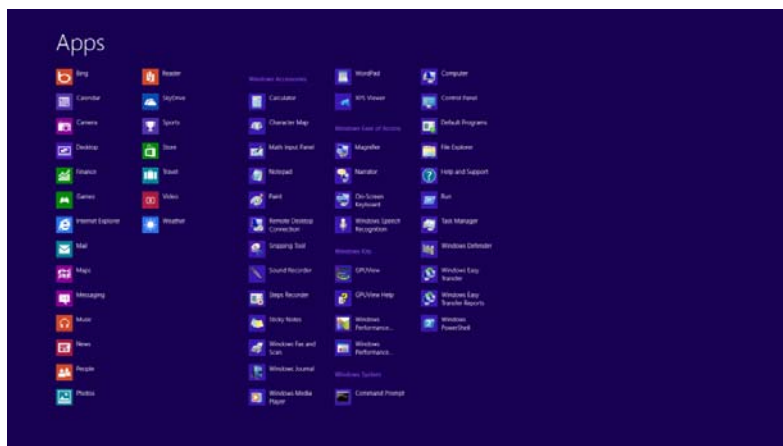 Apps
Bing
Calendar
Camera
Desktop
Finance
Games
Internet Explorer
Mail
Maps
Messaging
Music
News
People
Photos
Reader
SkyDrive
Sports
Store
Travel
Video
Weather
Windows Accessories
Calculator
Character Map
Math Input Panel
Notepad
Paint
Remote Desktop
Connection
Snipping Tool
Sound Recorder
Steps Recorder
Sticky Notes
Windows Fax and
Scan
Windows Journal
Windows Media
Player
WordPad
XPS Viewer
Windows Ease of Access
Magnifier
Narrator
On-Screen
Keyboard
Windows Speech
Recognition
Windows Kits
GPUView
GPUView Help
Windows
Performance...
Windows
Performance...
Windows System
Command Prompt
Computer
Control Panel
Default Programs
File Explorer
Help and Support
Run
Task Manager
Windows Defender
Windows Easy
Transfer
Windows Easy
Transfer Reports
Windows
PowerShell